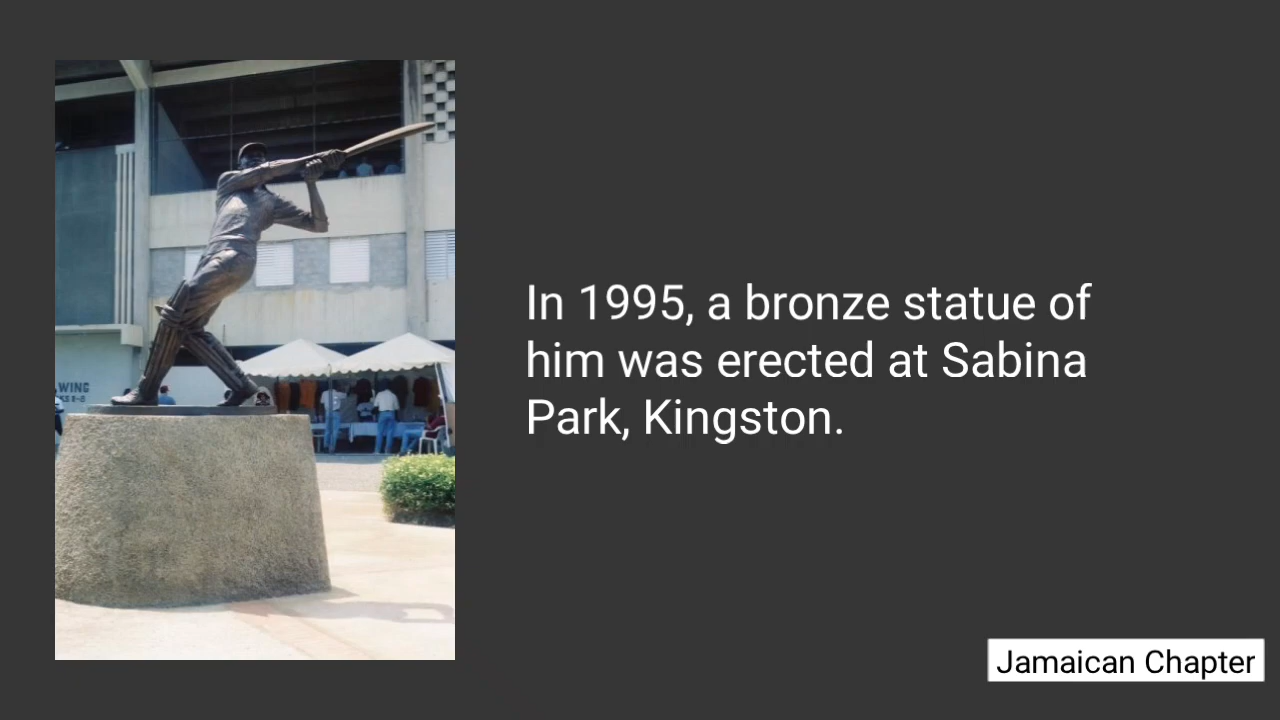 WING
In 1995, a bronze statue of
him was erected at Sabina
Park, Kingston.
Jamaican Chapter